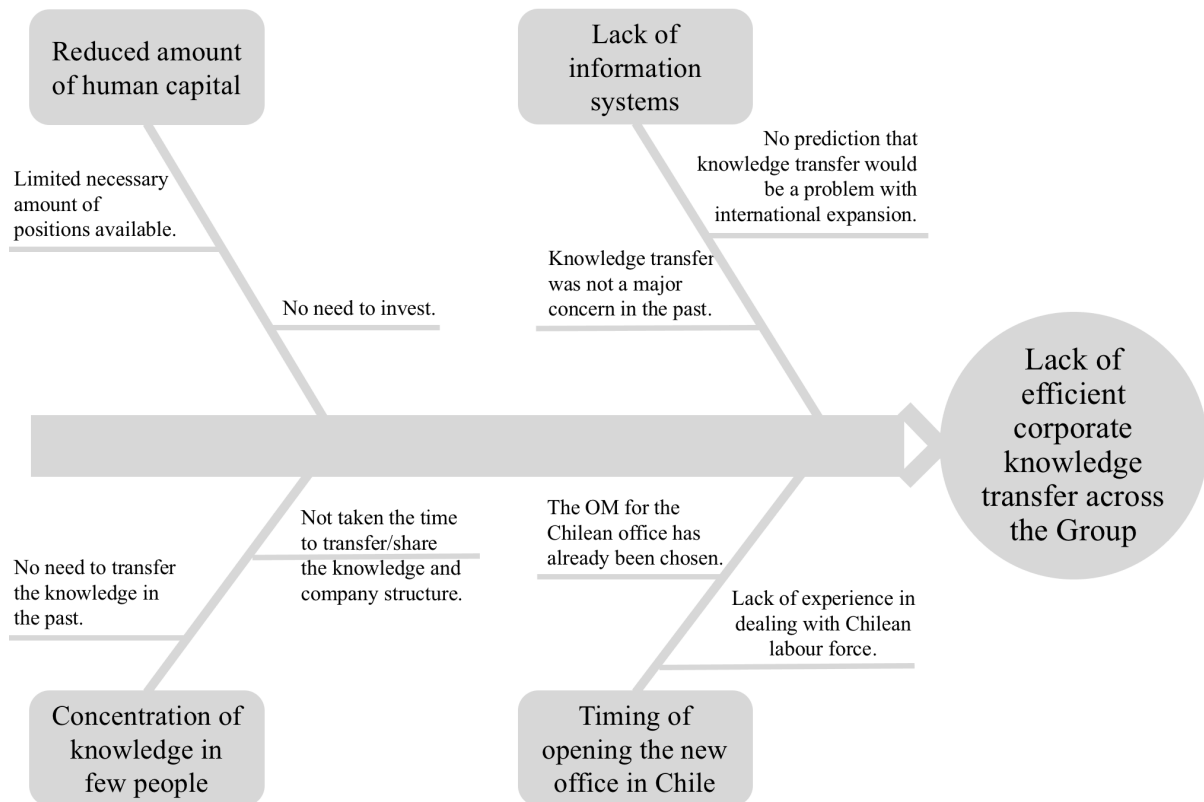 Reduced amount
of human capital
Lack of
information
systems
Limited necessary
amount of
positions available.
No need to invest.
No prediction that
knowledge transfer would
be a problem with
international expansion.
Knowledge transfer
was not a major
concern in the past.
Lack of
efficient
corporate
knowledge
transfer across
the Group
No need to transfer
the knowledge in
the past.
Not taken the time
to transfer/share
the knowledge and
company structure.
The OM for the
Chilean office has
already been chosen.
Lack of experience in
dealing with Chilean
labour force.
Concentration of
knowledge in
few people
Timing of
opening the new
office in Chile